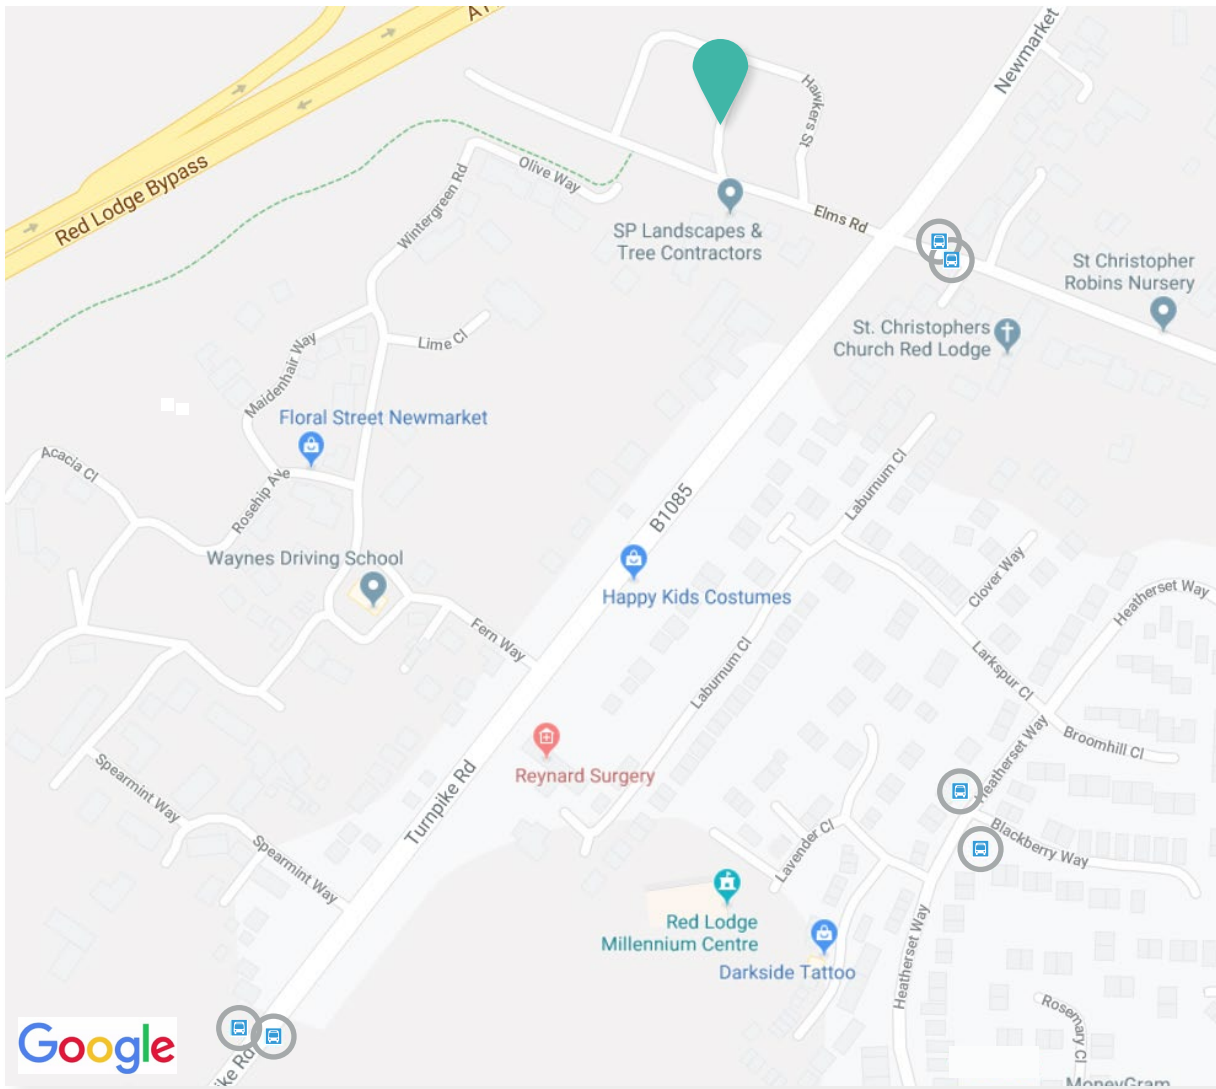 A1
Newmarket
Hawkers St
Red Lodge Bypass
Olive Way
Wintergreen Rd
Elms Rd
SP Landscapes &
Tree Contractors
St Christopher
Robins Nursery
St. Christophers
Church Red Lodge
Lime Cl
Maidenhair Way
Floral Street Newmarket
Acacia Cl
Rosehip Ave
Laburnum Cl
B1085
Waynes Driving School
Happy Kids Costumes
Clover Way
Heatherset Way
Fern Way
Laburnum Cl
Larkspur Cl
Broomhill Cl
Reynard Surgery
Heatherset Way
Spearmint Way
Turnpike Rd
Spearmint Way
Lavender Cl
Blackberry Way
Red Lodge
Millennium Centre
Darkside Tattoo
Heatherset Way
Rosemary Cl
Google
ke Rd
MoneyGram